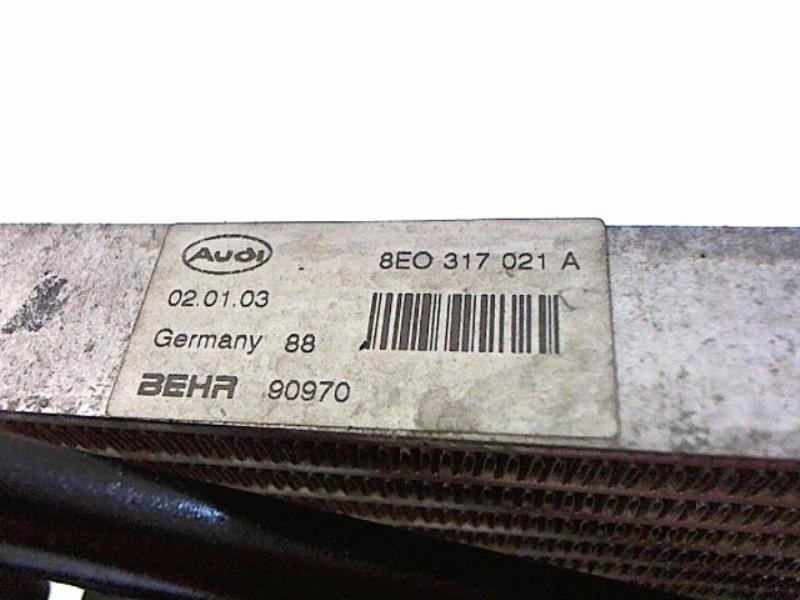 Audi 8E0 317 021 A
02.01.03
Germany 88
BEHR 90970